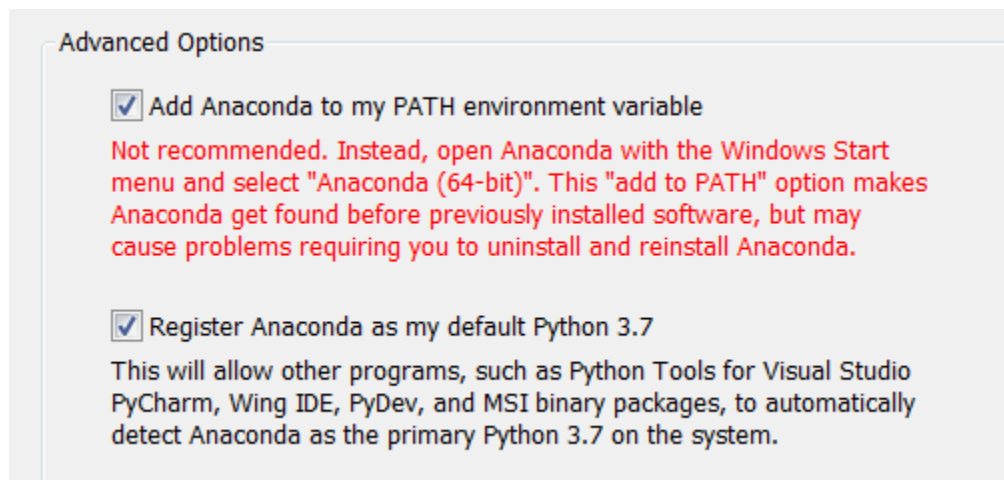 Advanced Options
Add Anaconda to my PATH environment variable
Not recommended. Instead, open Anaconda with the Windows Start
menu and select "Anaconda (64-bit)". This "add to PATH" option makes
Anaconda get found before previously installed software, but may
cause problems requiring you to uninstall and reinstall Anaconda.
Register Anaconda as my default Python 3.7
This will allow other programs, such as Python Tools for Visual Studio
PyCharm, Wing IDE, PyDev, and MSI binary packages, to automatically
detect Anaconda as the primary Python 3.7 on the system.